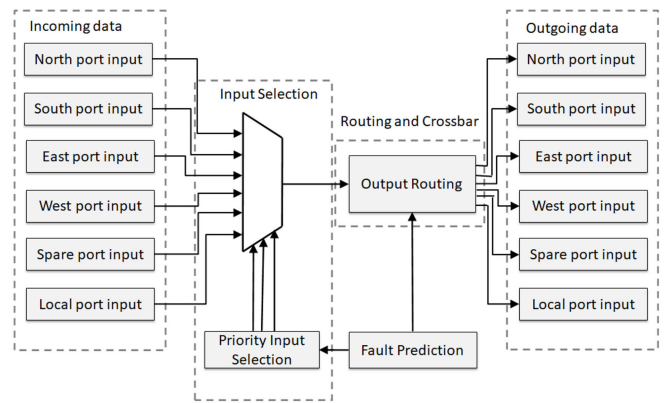 Incoming data
North port input
South port input
East port input
West port input
Spare port input
Local port input
Input Selection
Priority Input
Selection
Routing and Crossbar
Output Routing
Fault Prediction
Outgoing data
North port input
South port input
East port input
West port input
Spare port input
Local port input